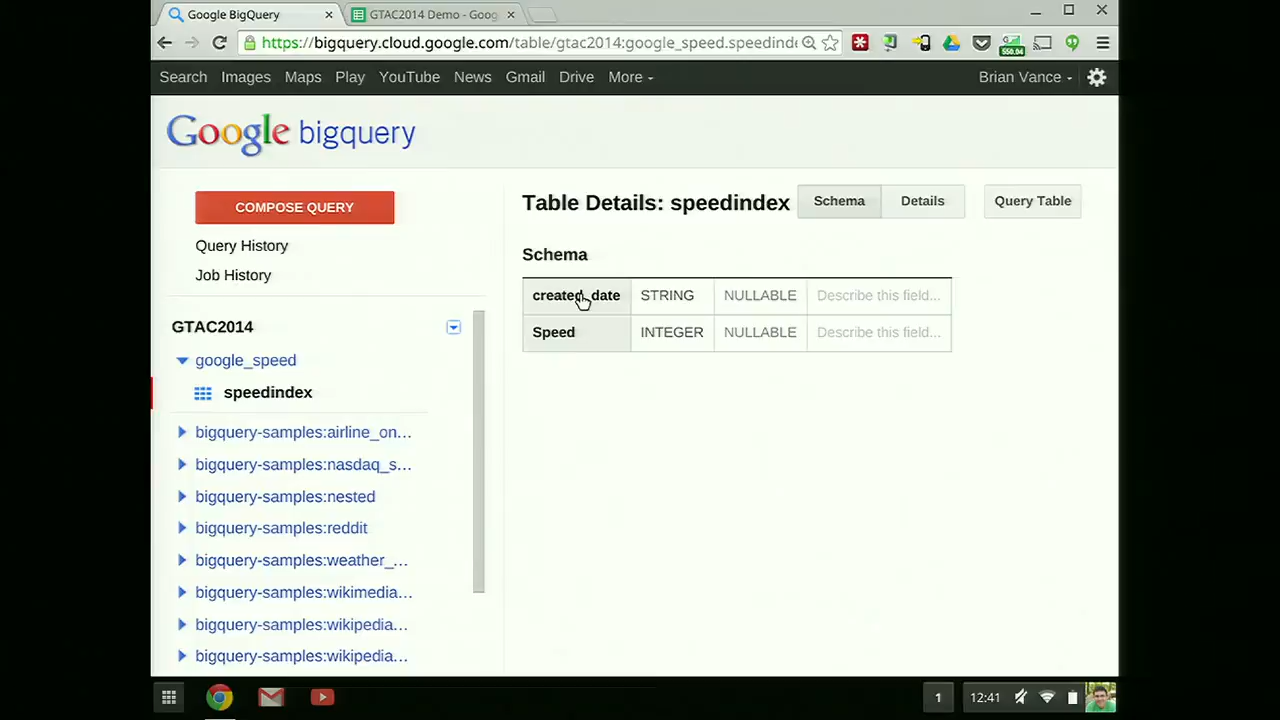 Google BigQuery
GTAC2014 Demo - Goog
https://bigquery.cloud.google.com/table/gtac2014:google_speed.speedinde
550.04
Search Images Maps Play YouTube News Gmail Drive More
Brian Vance
Google bigquery
COMPOSE QUERY
Query History
Job History
GTAC2014
google_speed
speedindex
bigquery-samples:airline_on...
bigquery-samples:nasdaq_s...
bigquery-samples:nested
bigquery-samples:reddit
bigquery-samples:weather_...
bigquery-samples:wikimedia...
bigquery-samples:wikipedia...
bigquery-samples:wikipedia...
Table Details: speedindex
Schema Details Query Table
Schema
created_date STRING NULLABLE Describe this field...
Speed INTEGER NULLABLE Describe this field...
1 12:41